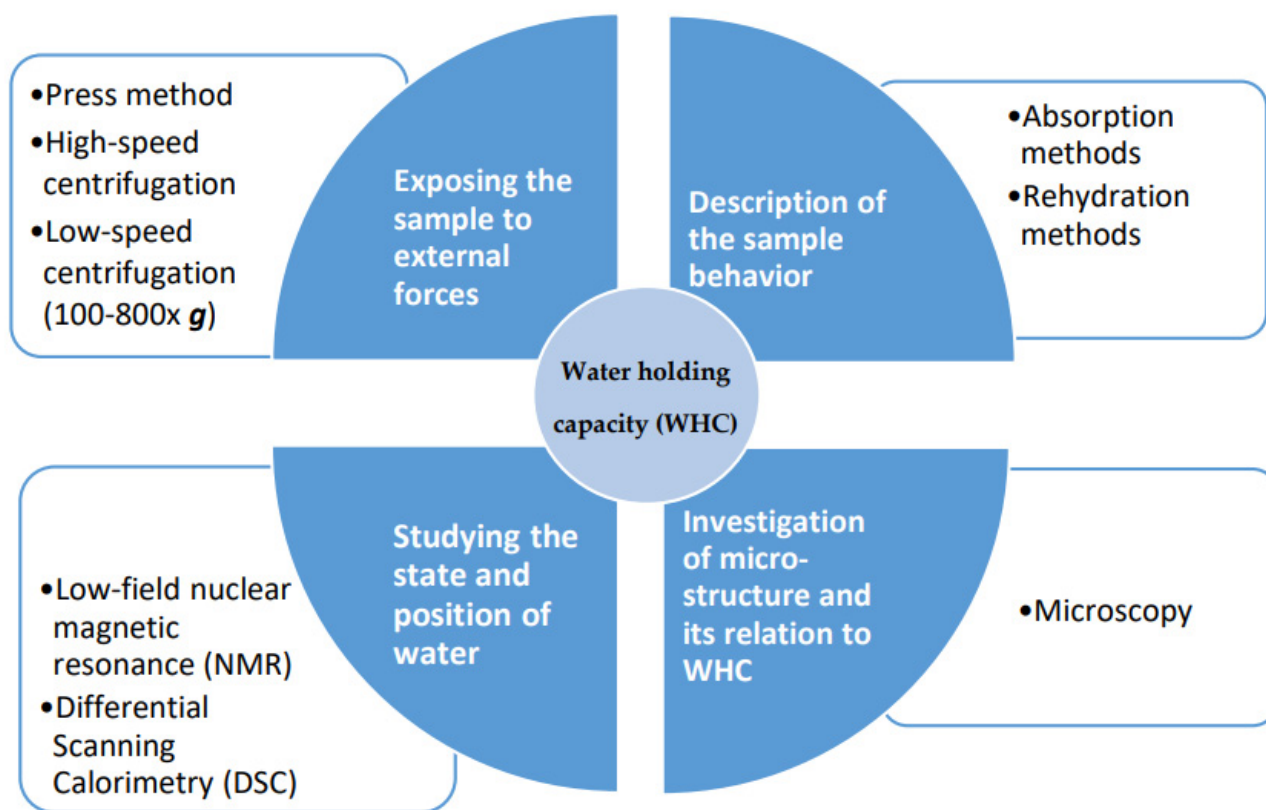 •Press method
•High-speed
centrifugation
•Low-speed
centrifugation
(100-800x g)
Exposing the
sample to
external
forces
Description of
the sample
behavior
•Absorption
methods
•Rehydration
methods
Water holding
capacity (WHC)
•Low-field nuclear
magnetic
resonance (NMR)
•Differential
Scanning
Calorimetry (DSC)
Studying the
state and
position of
water
Investigation
of micro-
structure and
its relation to
WHC
•Microscopy